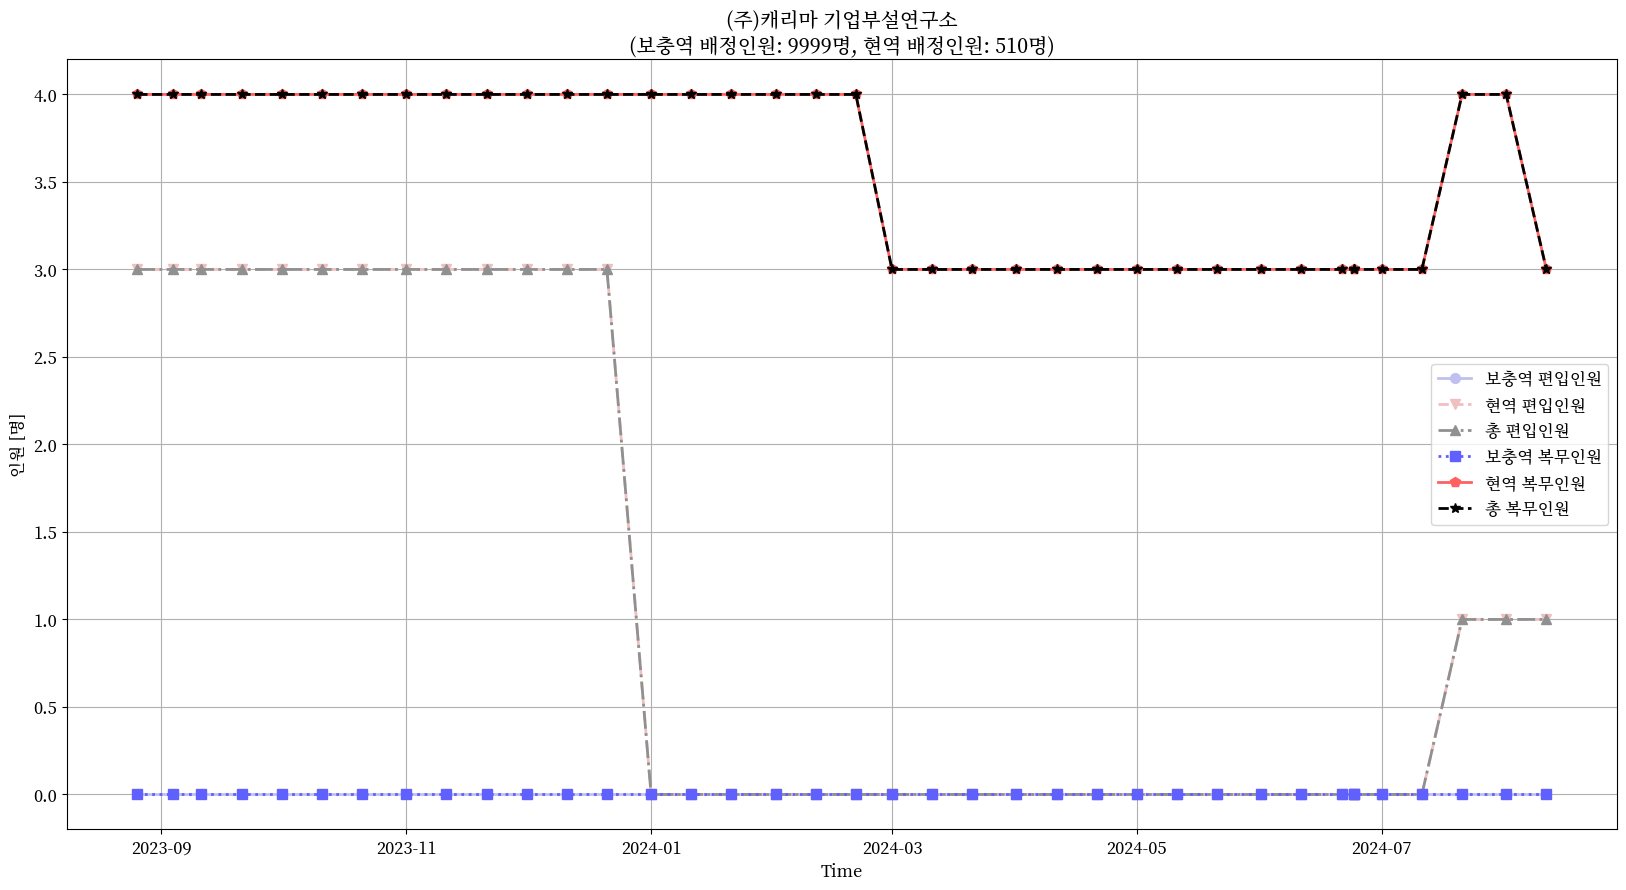 (주)캐리마 기업부설연구소
(보충역 배정인원: 9999명, 현역 배정인원: 510명)
4.0
3.5
3.0
2.5
2.0
1.5
1.0
0.5
0.0
인원 [명]
보충역 편입인원
현역 편입인원
총 편입인원
보충역 복무인원
현역 복무인원
총 복무인원
2023-09
2023-11
2024-01
2024-03
2024-05
2024-07
Time